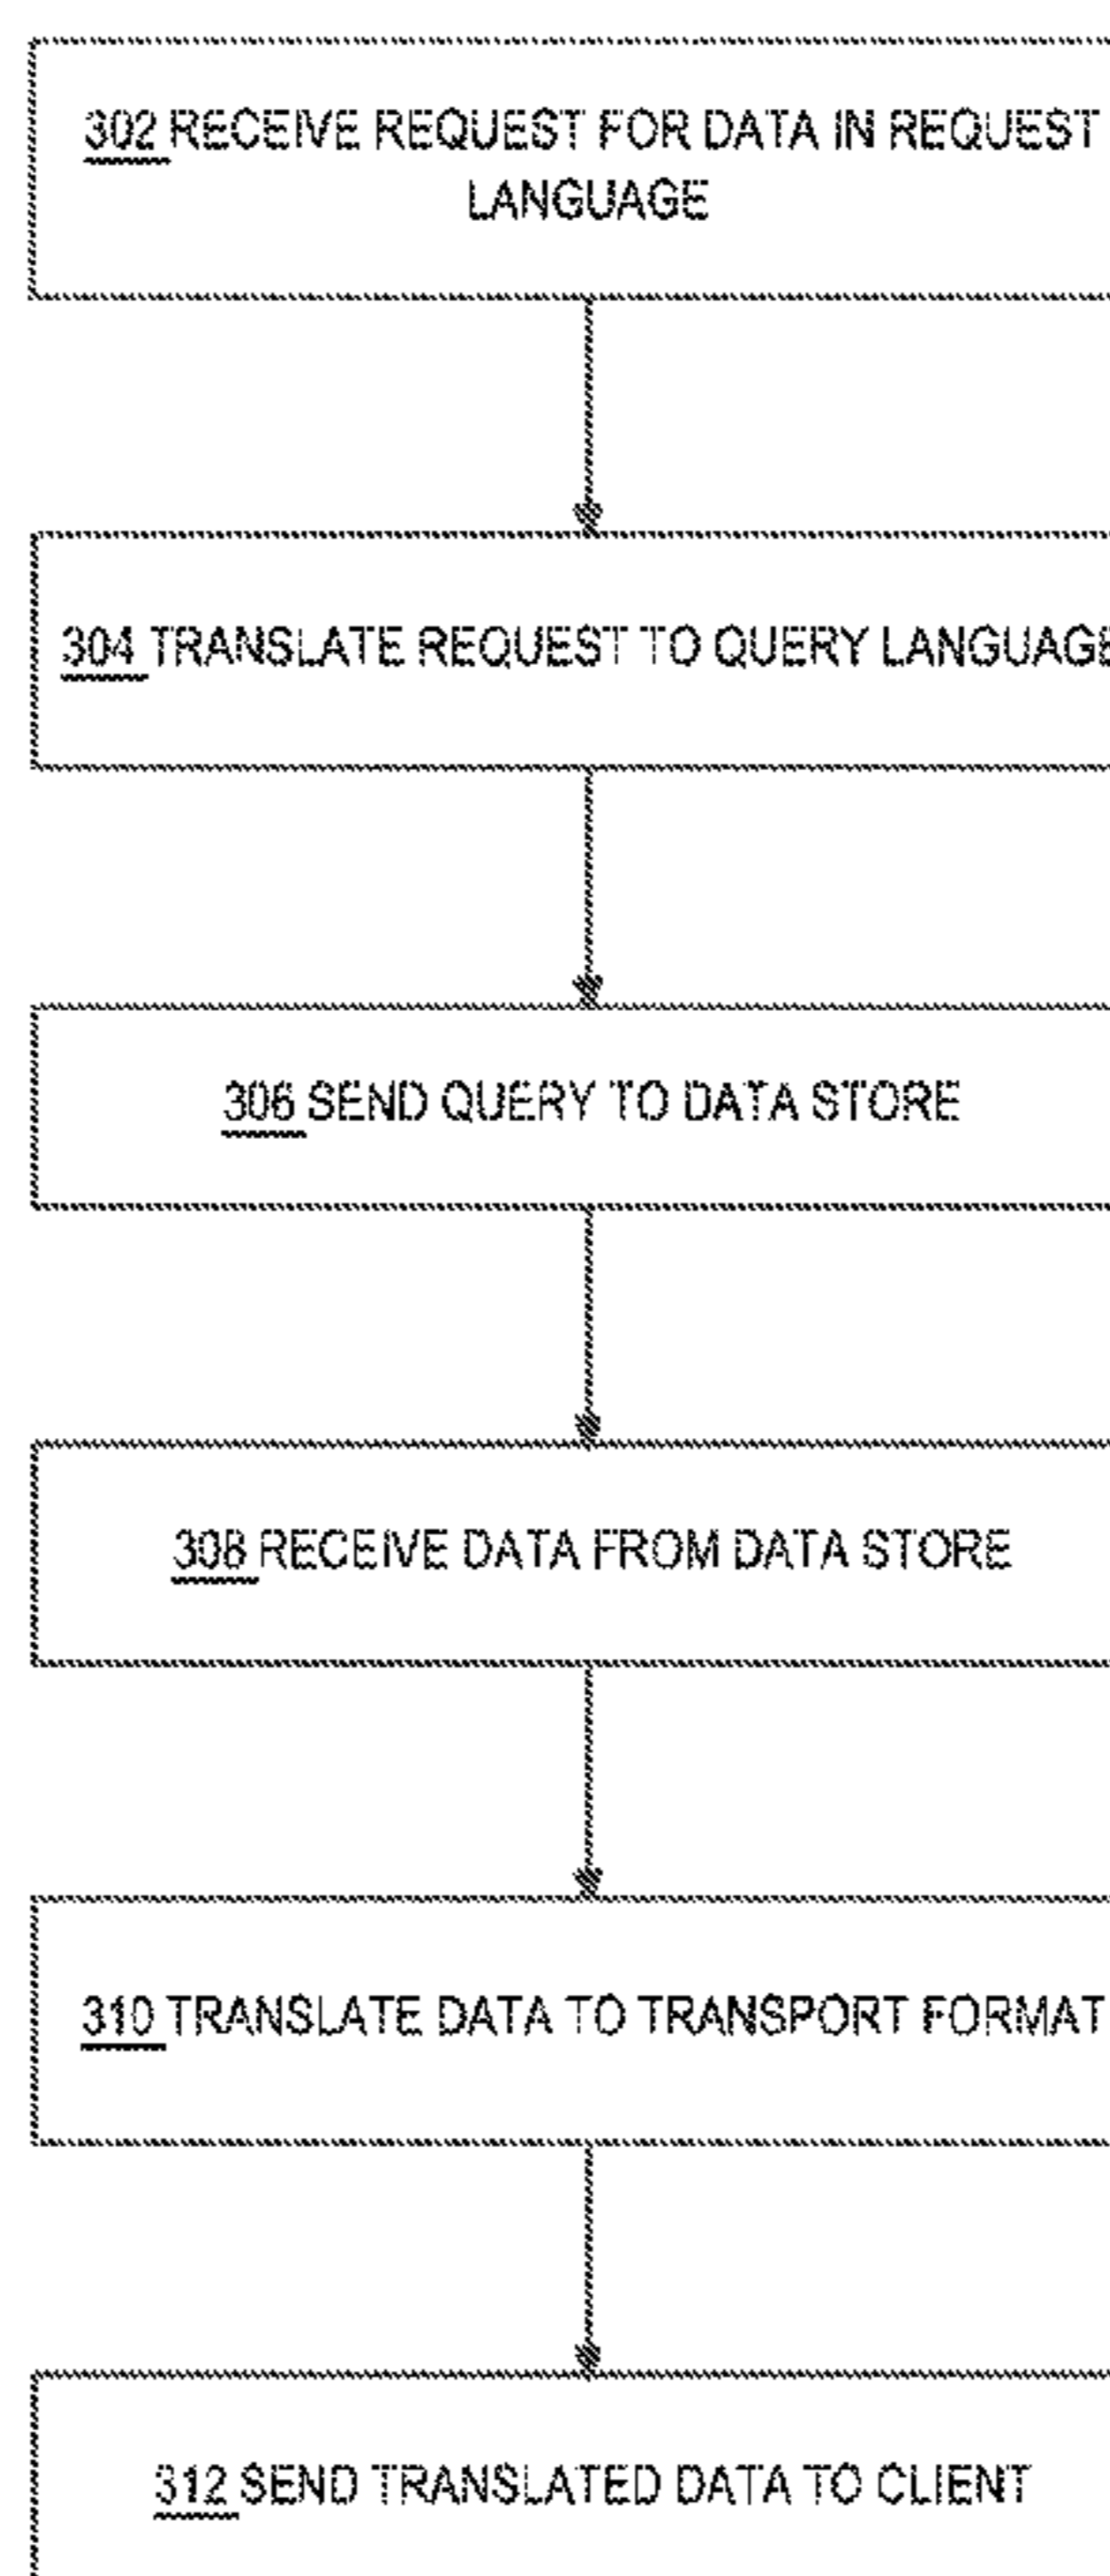 302 RECEIVE REQUEST FOR DATA IN REQUEST
LANGUAGE
304 TRANSLATE REQUEST TO QUERY LANGUAGE
306 SEND QUERY TO DATA STORE
308 RECEIVE DATA FROM DATA STORE
310 TRANSLATE DATA TO TRANSPORT FORMAT
312 SEND TRANSLATED DATA TO CLIENT